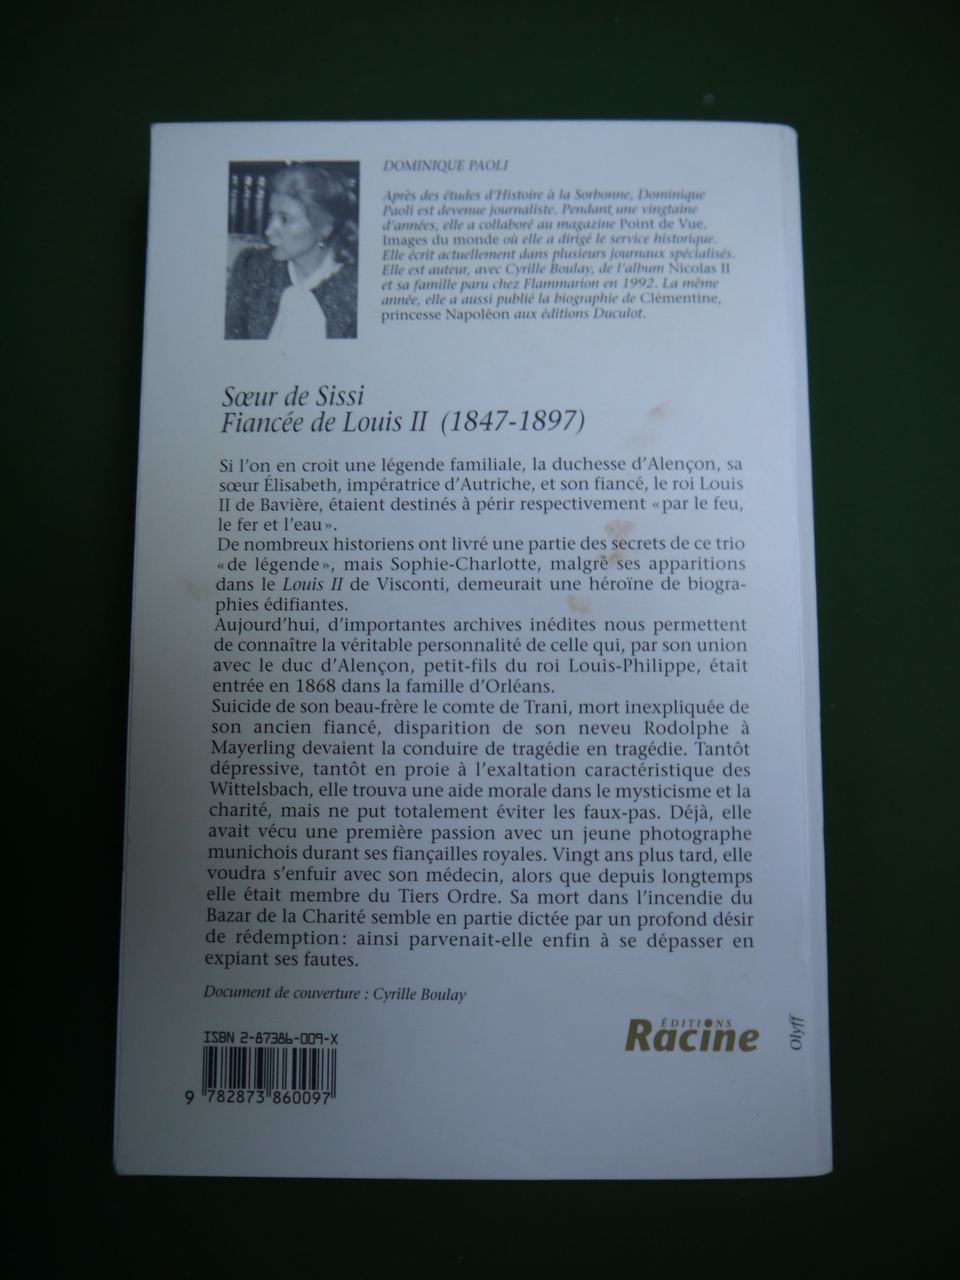 DOMINIQUE PAOLI
Après des études d'Histoire à la Sorbonne, Dominique
Paoli est devenue journaliste. Pendant une vingtaine
d'années, elle a collaboré au magazine Point de Vue.
Images du monde où elle a dirigé le service historique.
Elle écrit actuellement dans plusieurs journaux spécialisés.
Elle est auteur, avec Cyrille Boulay, de l'album Nicolas II
et sa famille paru chez Flammarion en 1992. La même
année, elle a aussi publié la biographie de Clémentine,
princesse Napoléon aux éditions Duculot.
Sœur de Sissi
Fiancée de Louis II (1847-1897)
Si l'on en croit une légende familiale, la duchesse d'Alençon, sa
sœur Élisabeth, impératrice d'Autriche, et son fiancé, le roi Louis
II de Bavière, étaient destinés à périr respectivement « par le feu,
le fer et l'eau ».
De nombreux historiens ont livré une partie des secrets de ce trio
« de légende », mais Sophie-Charlotte, malgré ses apparitions
dans le Louis II de Visconti, demeurait une héroïne de biogra-
phies édifiantes.
Aujourd'hui, d'importantes archives inédites nous permettent
de connaître la véritable personnalité de celle qui, par son union
avec le duc d'Alençon, petit-fils du roi Louis-Philippe, était
entrée en 1868 dans la famille d'Orléans.
Suicide de son beau-frère le comte de Trani, mort inexpliquée de
son ancien fiancé, disparition de son neveu Rodolphe à
Mayerling devaient la conduire de tragédie en tragédie. Tantôt
dépressive, tantôt en proie à l'exaltation caractéristique des
Wittelsbach, elle trouva une aide morale dans le mysticisme et la
charité, mais ne put totalement éviter les faux-pas. Déjà, elle
avait vécu une première passion avec un jeune photographe
munichois durant ses fiançailles royales. Vingt ans plus tard, elle
voudra s'enfuir avec son médecin, alors que depuis longtemps
elle était membre du Tiers Ordre. Sa mort dans l'incendie du
Bazar de la Charité semble en partie dictée par un profond désir
de rédemption : ainsi parvenait-elle enfin à se dépasser en
expiant ses fautes.
Document de couverture : Cyrille Boulay
ISBN 2-87386-009-X
9 782873 860097
ÉDITIONS
Racine
Olyff